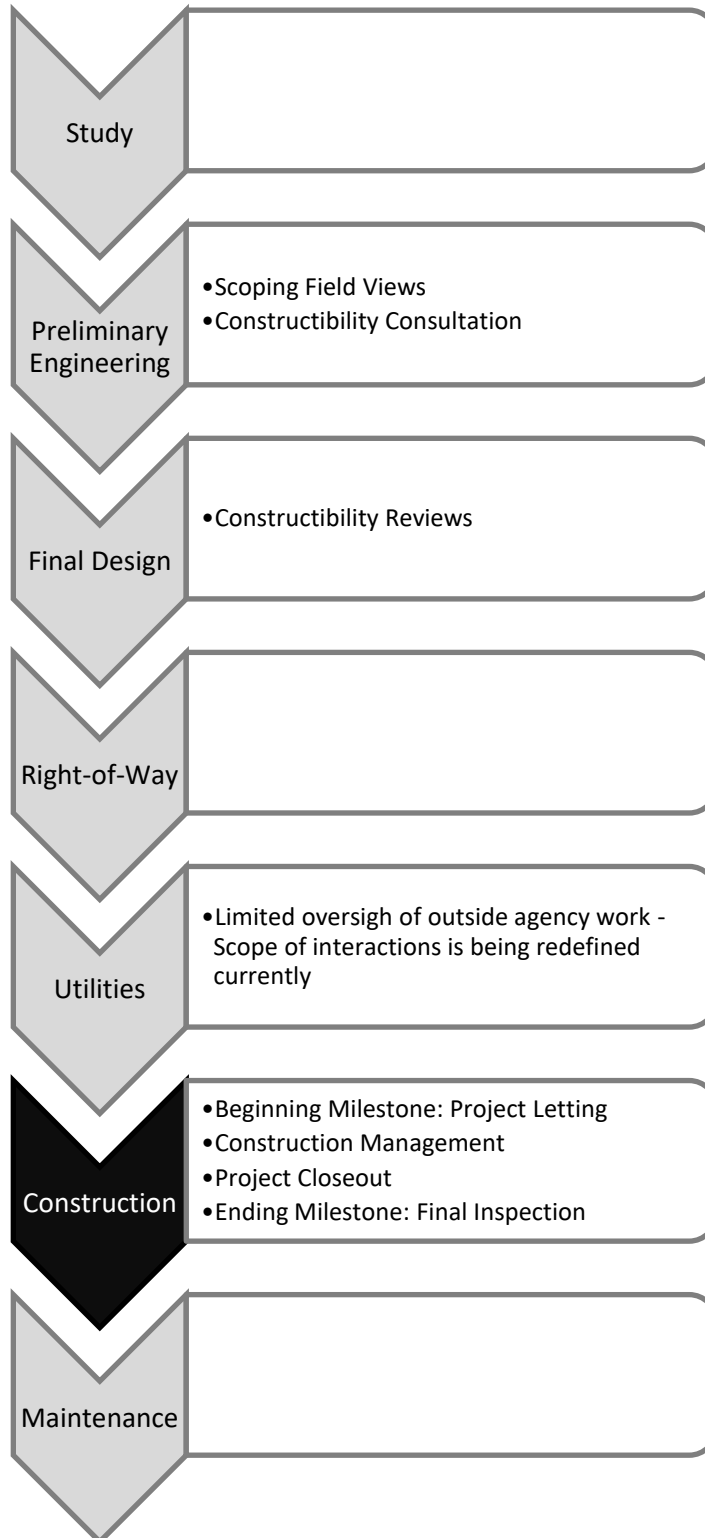 Study
Preliminary
Engineering
•Scoping Field Views
•Constructibility Consultation
Final Design
•Constructibility Reviews
Right-of-Way
Utilities
•Limited oversigh of outside agency work -
Scope of interactions is being redefined
currently
Construction
•Beginning Milestone: Project Letting
•Construction Management
•Project Closeout
•Ending Milestone: Final Inspection
Maintenance